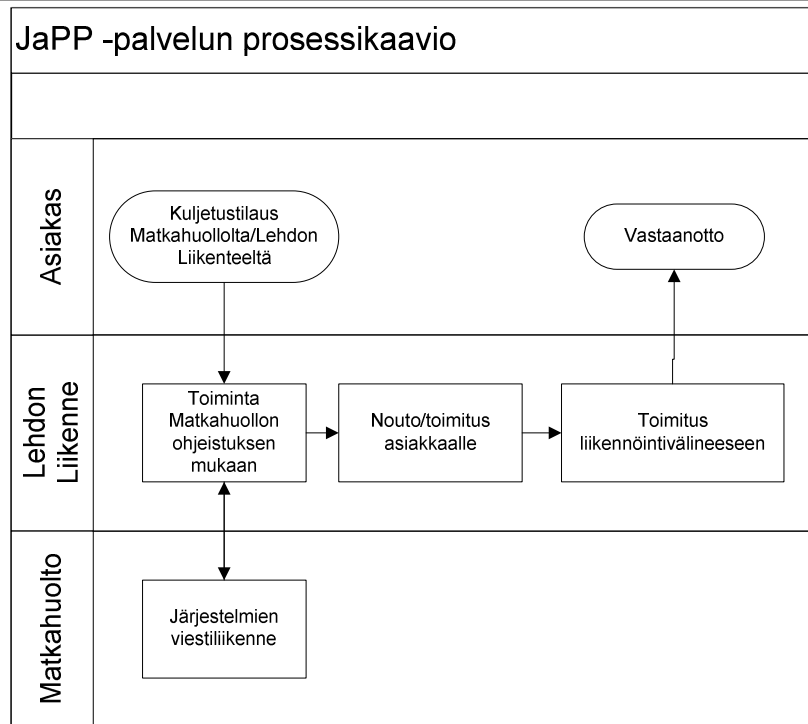 JaPP -palvelun prosessikaavio
Asiakas
Kuljetustilaus
Matkahuollolta/Lehdon
Liikenteeltä
Vastaanotto
Lehdon
Liikenne
Toiminta
Matkahuollon
ohjeistuksen
mukaan
Nouto/toimitus
asiakkaalle
Toimitus
liikennöintivälineeseen
Matkahuolto
Järjestelmien
viestiliikenne